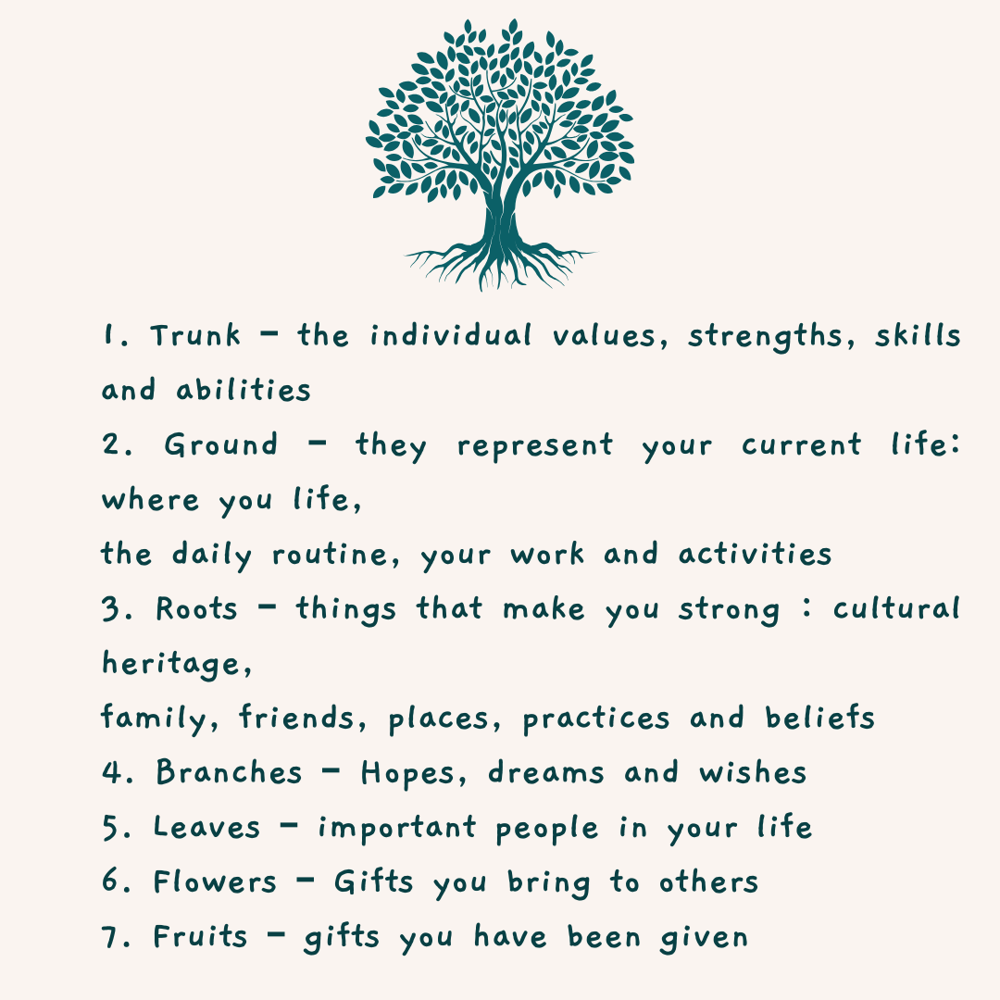 1. Trunk – the individual values, strengths, skills
and abilities
2. Ground – they represent your current life:
where you life,
the daily routine, your work and activities
3. Roots – things that make you strong : cultural
heritage,
family, friends, places, practices and beliefs
4. Branches – Hopes, dreams and wishes
5. Leaves – important people in your life
6. Flowers – Gifts you bring to others
7. Fruits – gifts you have been given